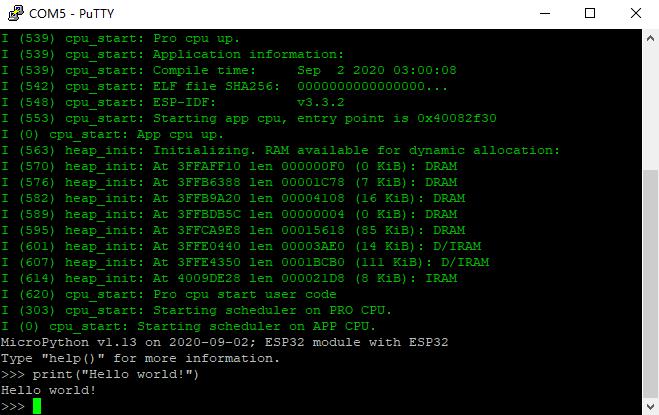 COM5 - PuTTY
I (539) cpu_start: Pro cpu up.
I (539) cpu_start: Application information:
I (539) cpu_start: Compile time:     Sep  2 2020 03:00:08
I (542) cpu_start: ELF file SHA256:  0000000000000000...
I (548) cpu_start: ESP-IDF:          v3.3.2
I (553) cpu_start: Starting app cpu, entry point is 0x40082f30
I (0) cpu_start: App cpu up.
I (563) heap_init: Initializing. RAM available for dynamic allocation:
I (570) heap_init: At 3FFAFF10 len 000000F0 (0 KiB): DRAM
I (576) heap_init: At 3FFB6388 len 00001C78 (7 KiB): DRAM
I (582) heap_init: At 3FFB9A20 len 00004108 (16 KiB): DRAM
I (589) heap_init: At 3FFBDB5C len 00000004 (0 KiB): DRAM
I (595) heap_init: At 3FFCA9E8 len 00015618 (85 KiB): DRAM
I (601) heap_init: At 3FFE0440 len 00003AE0 (14 KiB): D/IRAM
I (607) heap_init: At 3FFE4350 len 0001BCB0 (111 KiB): D/IRAM
I (614) heap_init: At 4009DE28 len 000021D8 (8 KiB): IRAM
I (620) cpu_start: Pro cpu start user code
I (303) cpu_start: Starting scheduler on PRO CPU.
I (0) cpu_start: Starting scheduler on APP CPU.
MicroPython v1.13 on 2020-09-02; ESP32 module with ESP32
Type "help()" for more information.
>>> print("Hello world!")
Hello world!
>>>